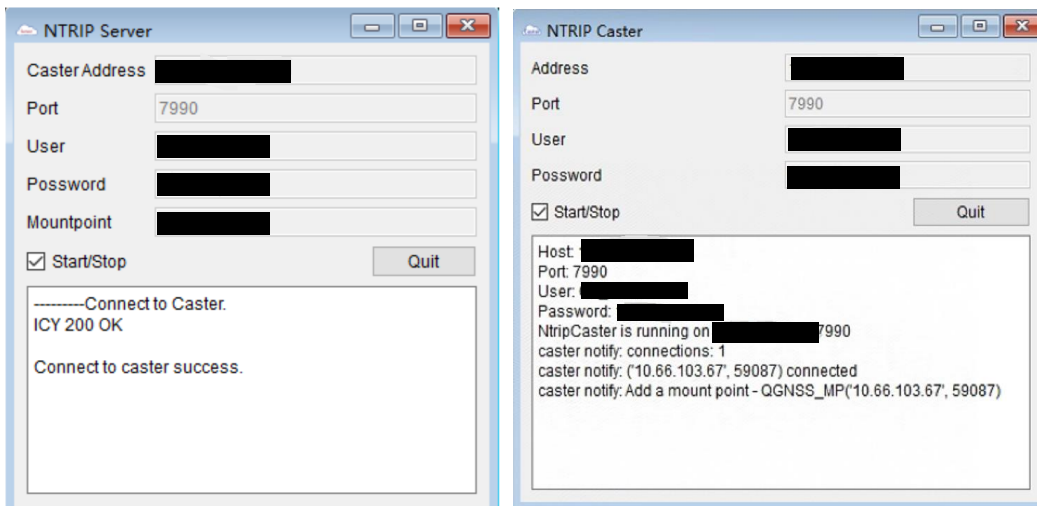 NTRIP Server
Caster Address
Port 7990
User
Possword
Mountpoint
Start/Stop Quit
---------Connect to Caster.
ICY 200 OK
Connect to caster success.
NTRIP Caster
Address
Port 7990
User
Possword
Start/Stop Quit
Host:
Port: 7990
User:
Password:
NtripCaster is running on 7990
caster notify: connections: 1
caster notify: ('10.66.103.67', 59087) connected
caster notify: Add a mount point - QGNSS_MP('10.66.103.67', 59087)